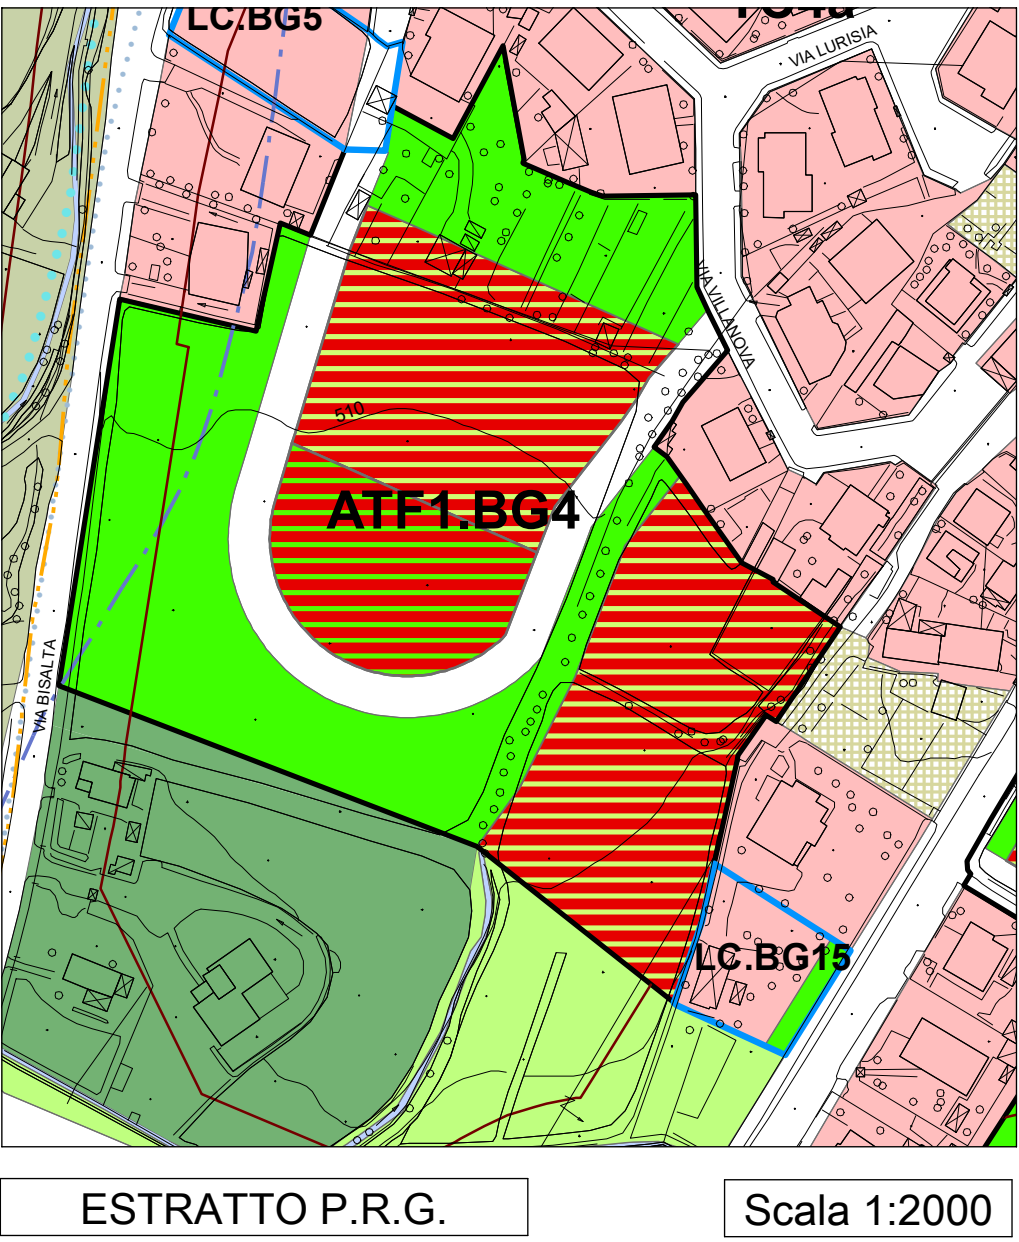 LC.BG5
VIA LURISIA
VIA VILLANOVA
510
ATF1.BG4
VIA BISALTA
LC.BG15
ESTRATTO P.R.G.
Scala 1:2000